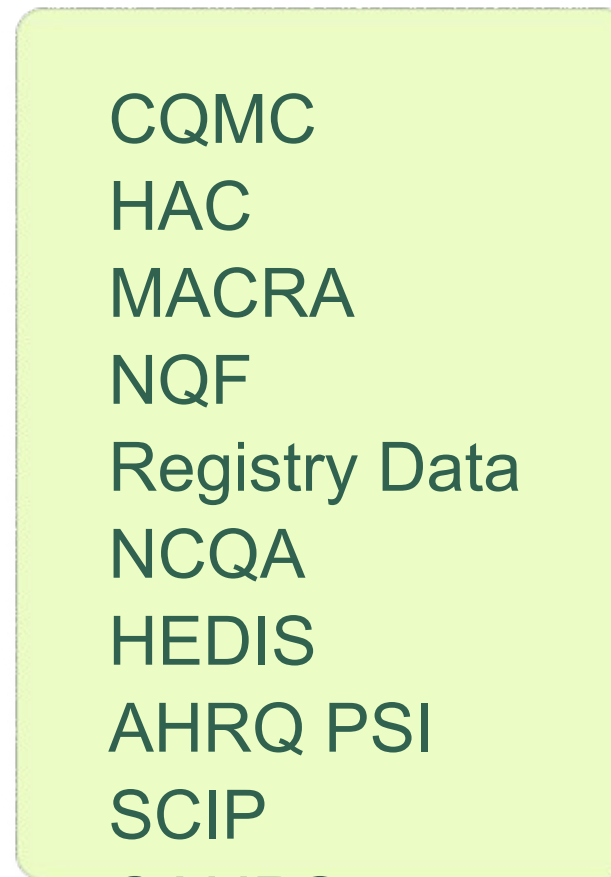 CQMC
HAC
MACRA
NQF
Registry Data
NCQA
HEDIS
AHRQ PSI
SCIP